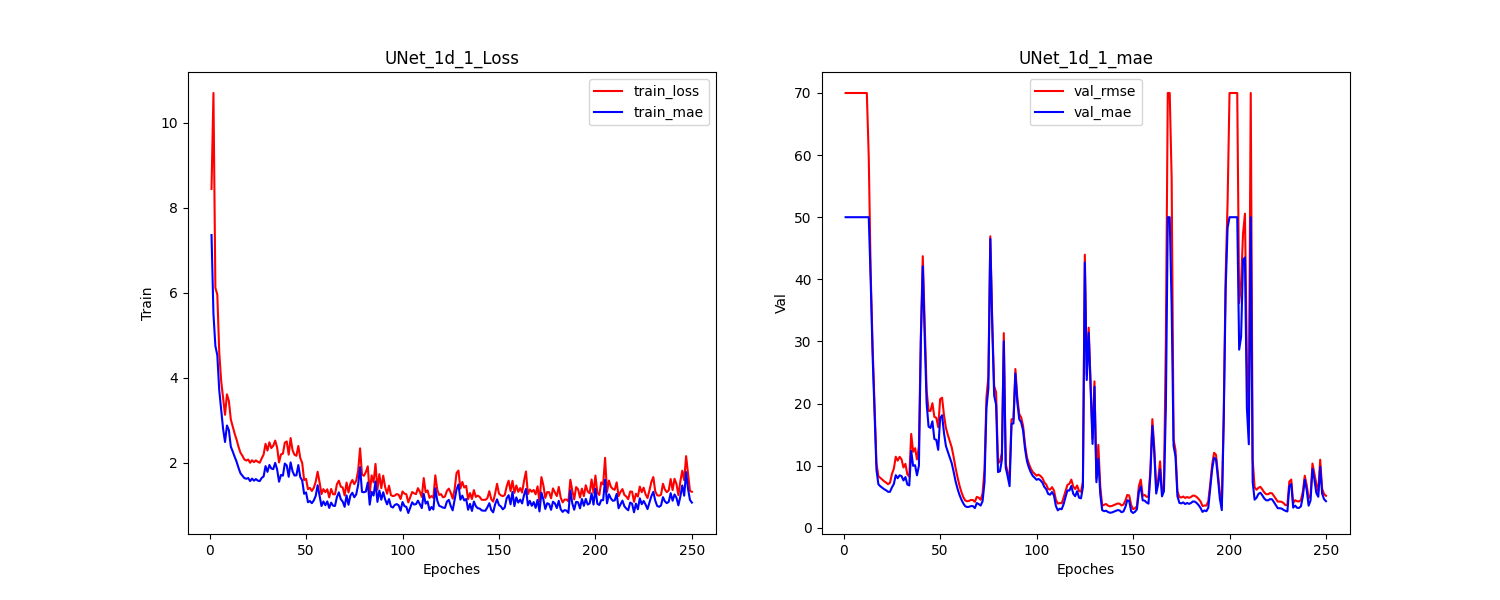 UNet_1d_1_Loss
train_loss
train_mae
10
8
6
4
2
Train
0 50 100 150 200 250
Epoches
UNet_1d_1_mae
val_rmse
val_mae
70
60
50
40
30
20
10
0
Val
0 50 100 150 200 250
Epoches